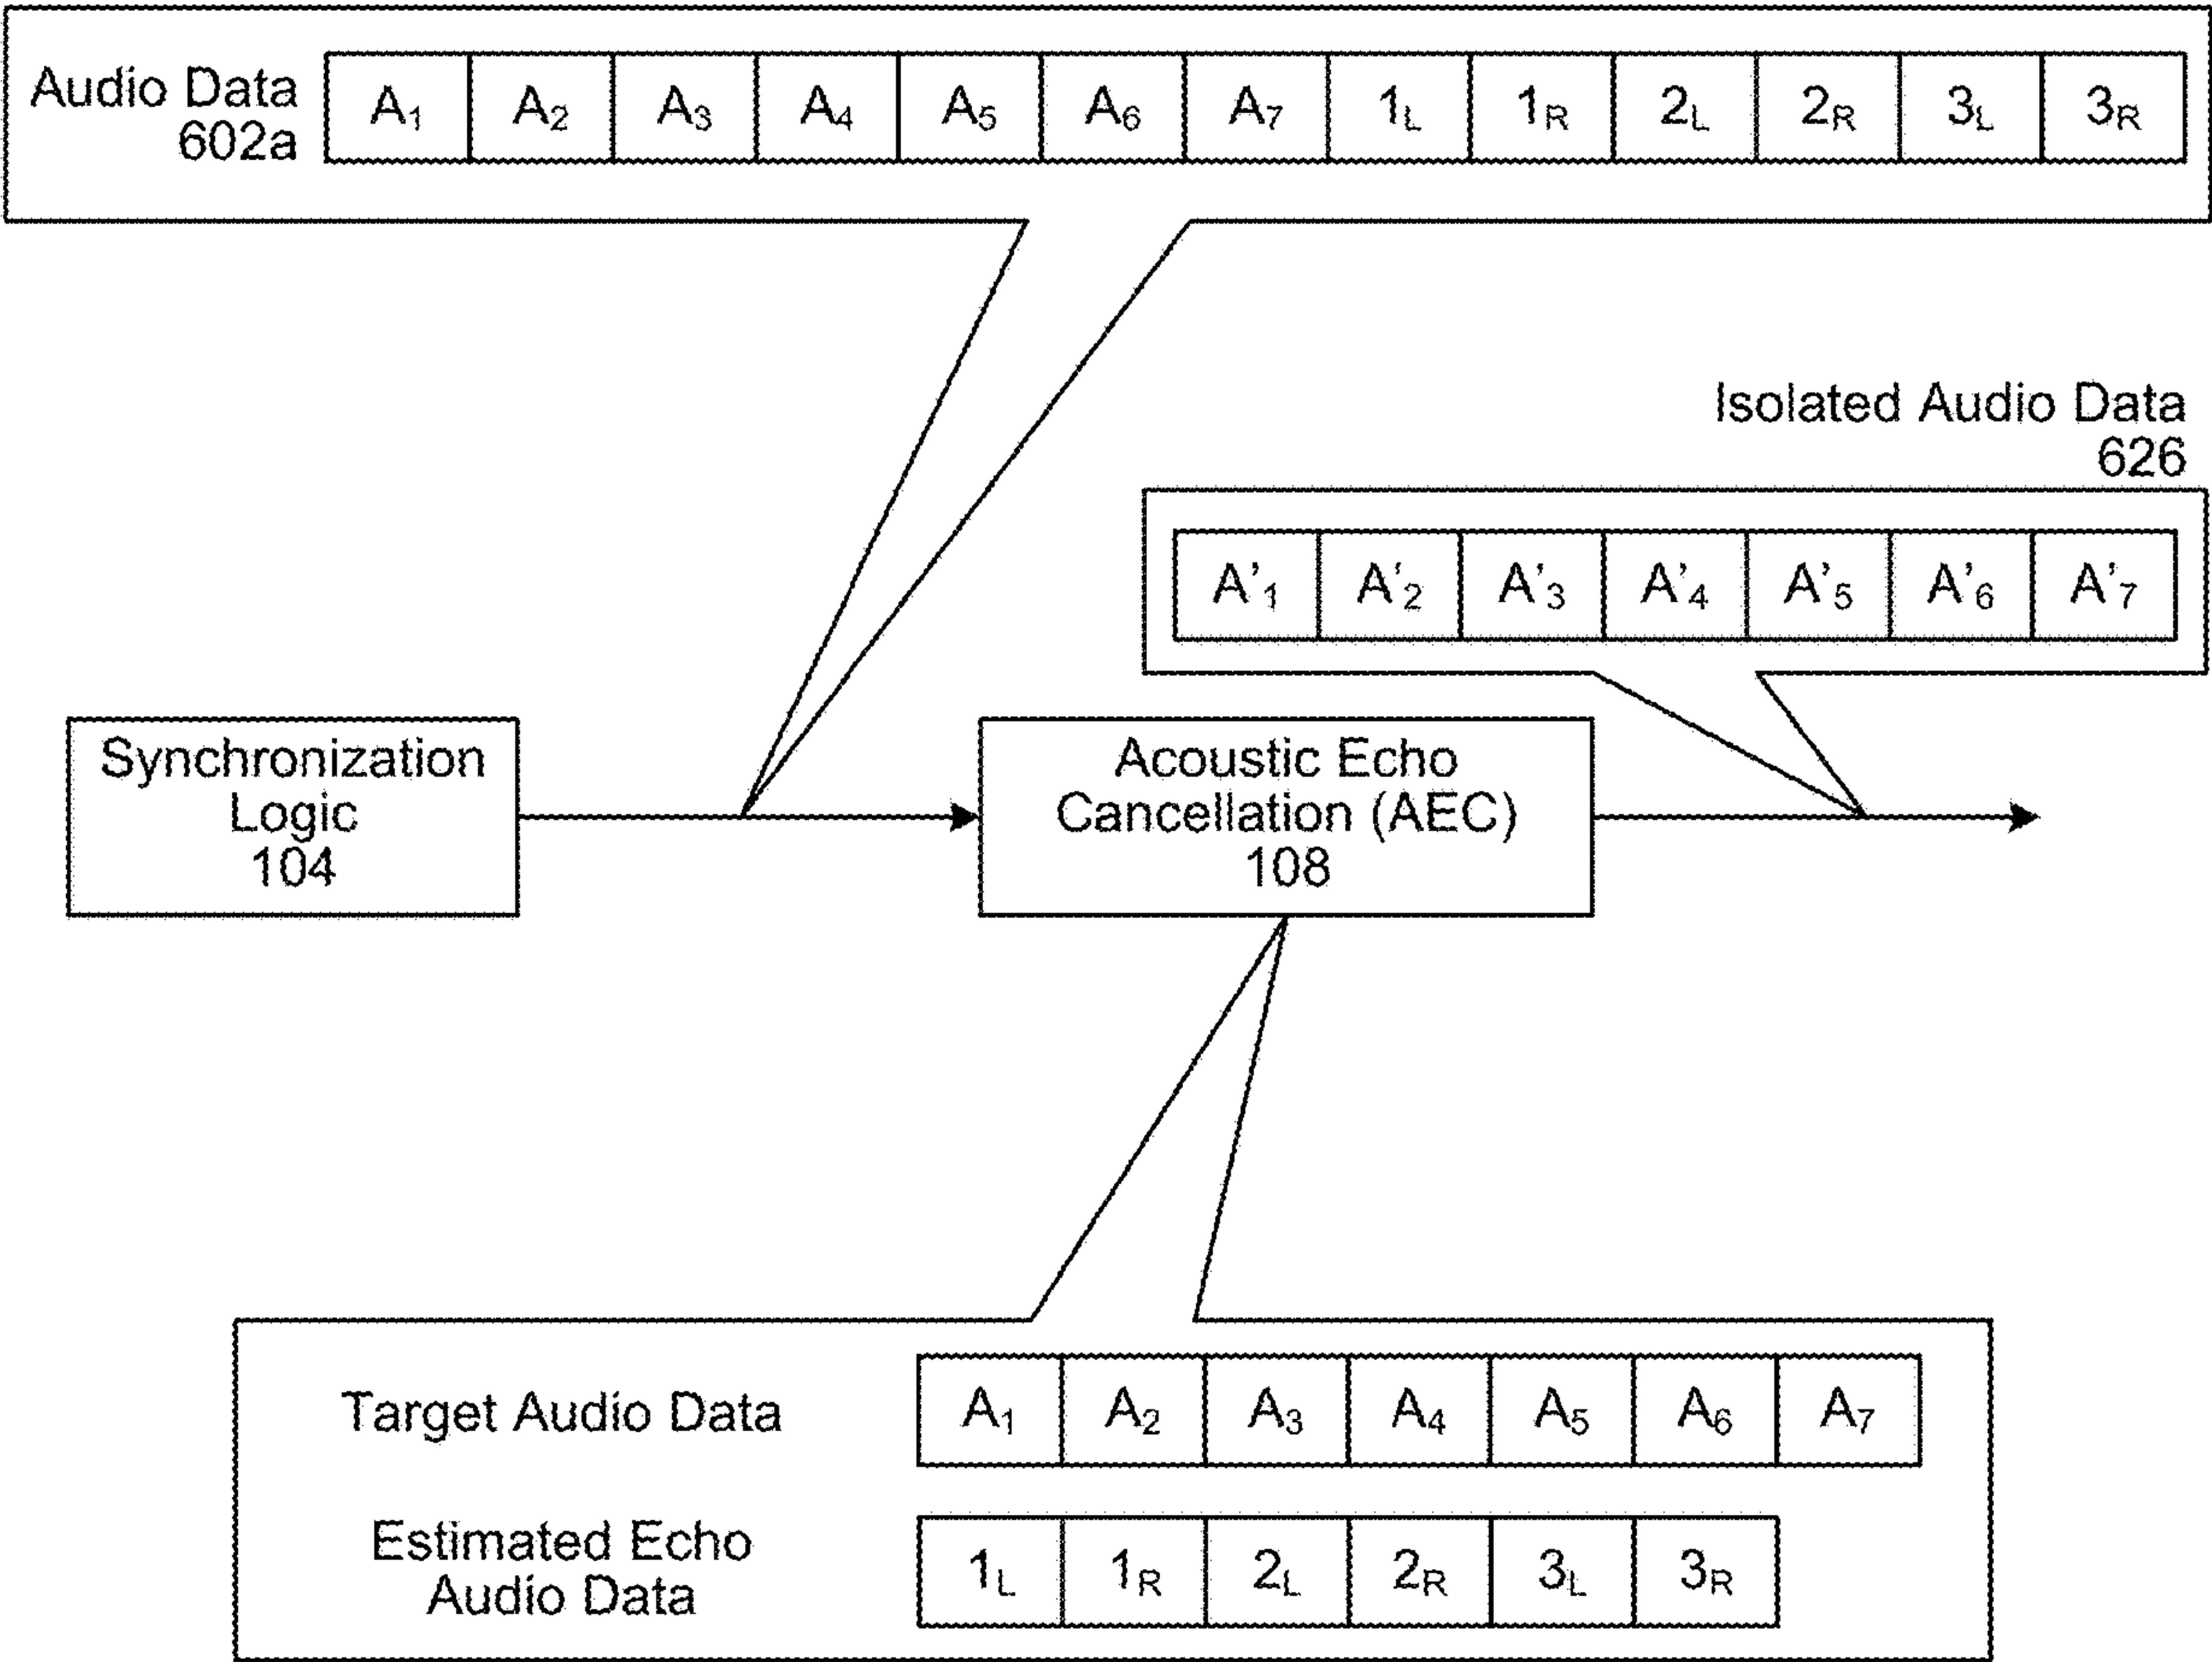 Audio Data
602a
A₁ A₂ A₃ A₄ A₅ A₆ A₇ 1L 1R 2L 2R 3L 3R
Isolated Audio Data
626
A'₁ A'₂ A'₃ A'₄ A'₅ A'₆ A'₇
Synchronization
Logic
104
Acoustic Echo
Cancellation (AEC)
108
Target Audio Data
A₁ A₂ A₃ A₄ A₅ A₆ A₇
Estimated Echo
Audio Data
1L 1R 2L 2R 3L 3R